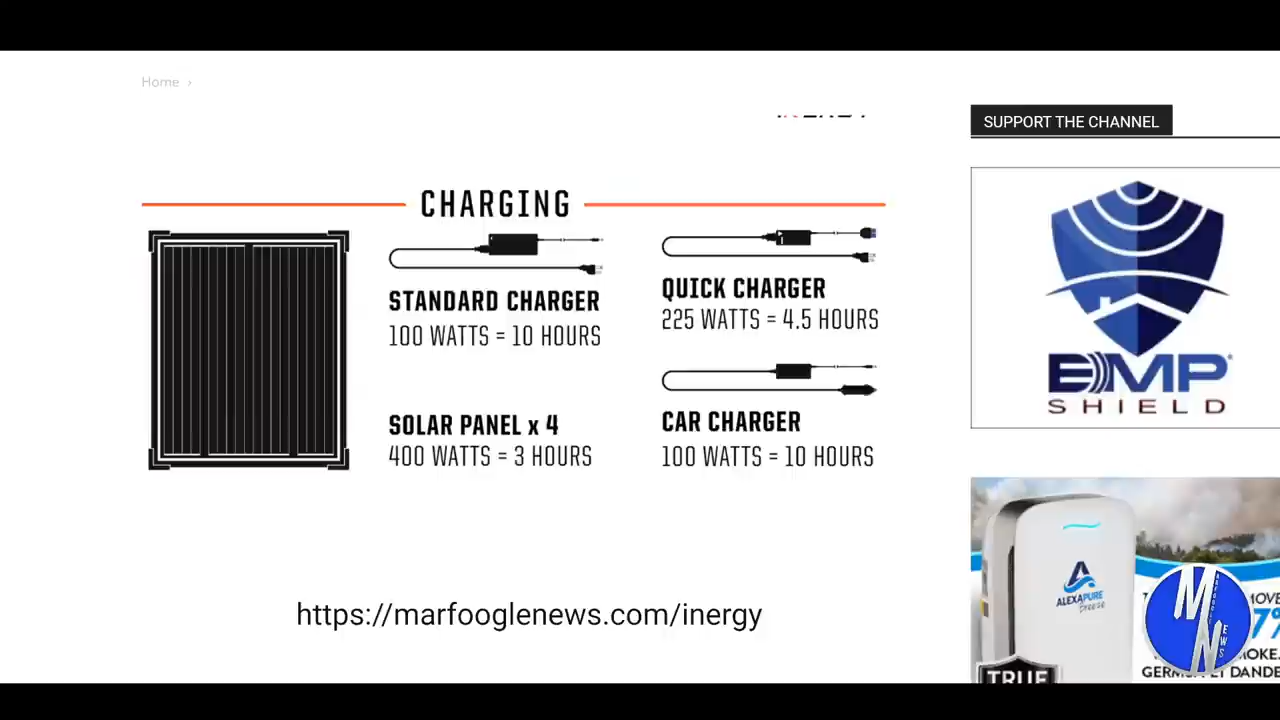 Home ›
SUPPORT THE CHANNEL
CHARGING
STANDARD CHARGER
100 WATTS = 10 HOURS
QUICK CHARGER
225 WATTS = 4.5 HOURS
SOLAR PANEL x 4
400 WATTS = 3 HOURS
CAR CHARGER
100 WATTS = 10 HOURS
EMP
SHIELD
ALEXAPURE
breeze
TRUE
MN
https://marfooglenews.com/inergy